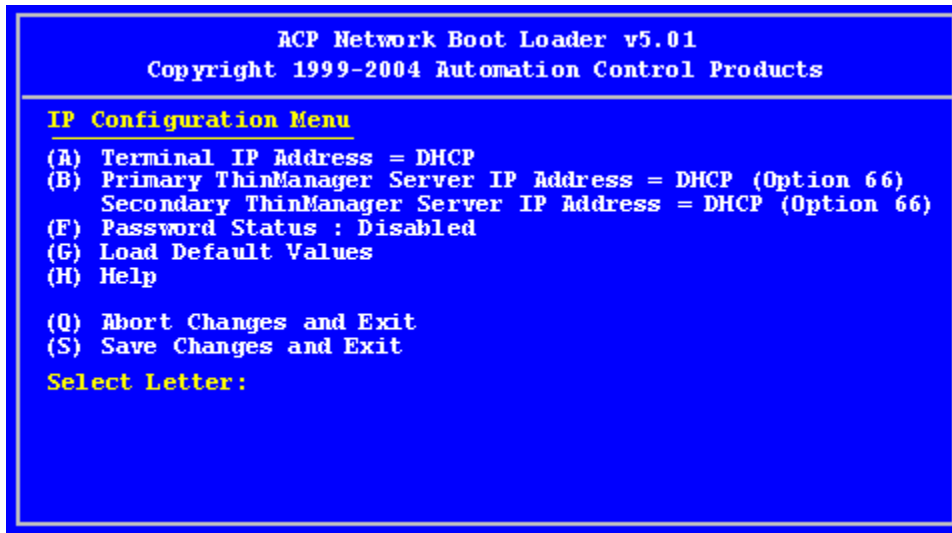 ACP Network Boot Loader v5.01
Copyright 1999-2004 Automation Control Products
IP Configuration Menu
(A) Terminal IP Address = DHCP
(B) Primary ThinManager Server IP Address = DHCP (Option 66)
Secondary ThinManager Server IP Address = DHCP (Option 66)
(F) Password Status : Disabled
(G) Load Default Values
(H) Help
(Q) Abort Changes and Exit
(S) Save Changes and Exit
Select Letter: